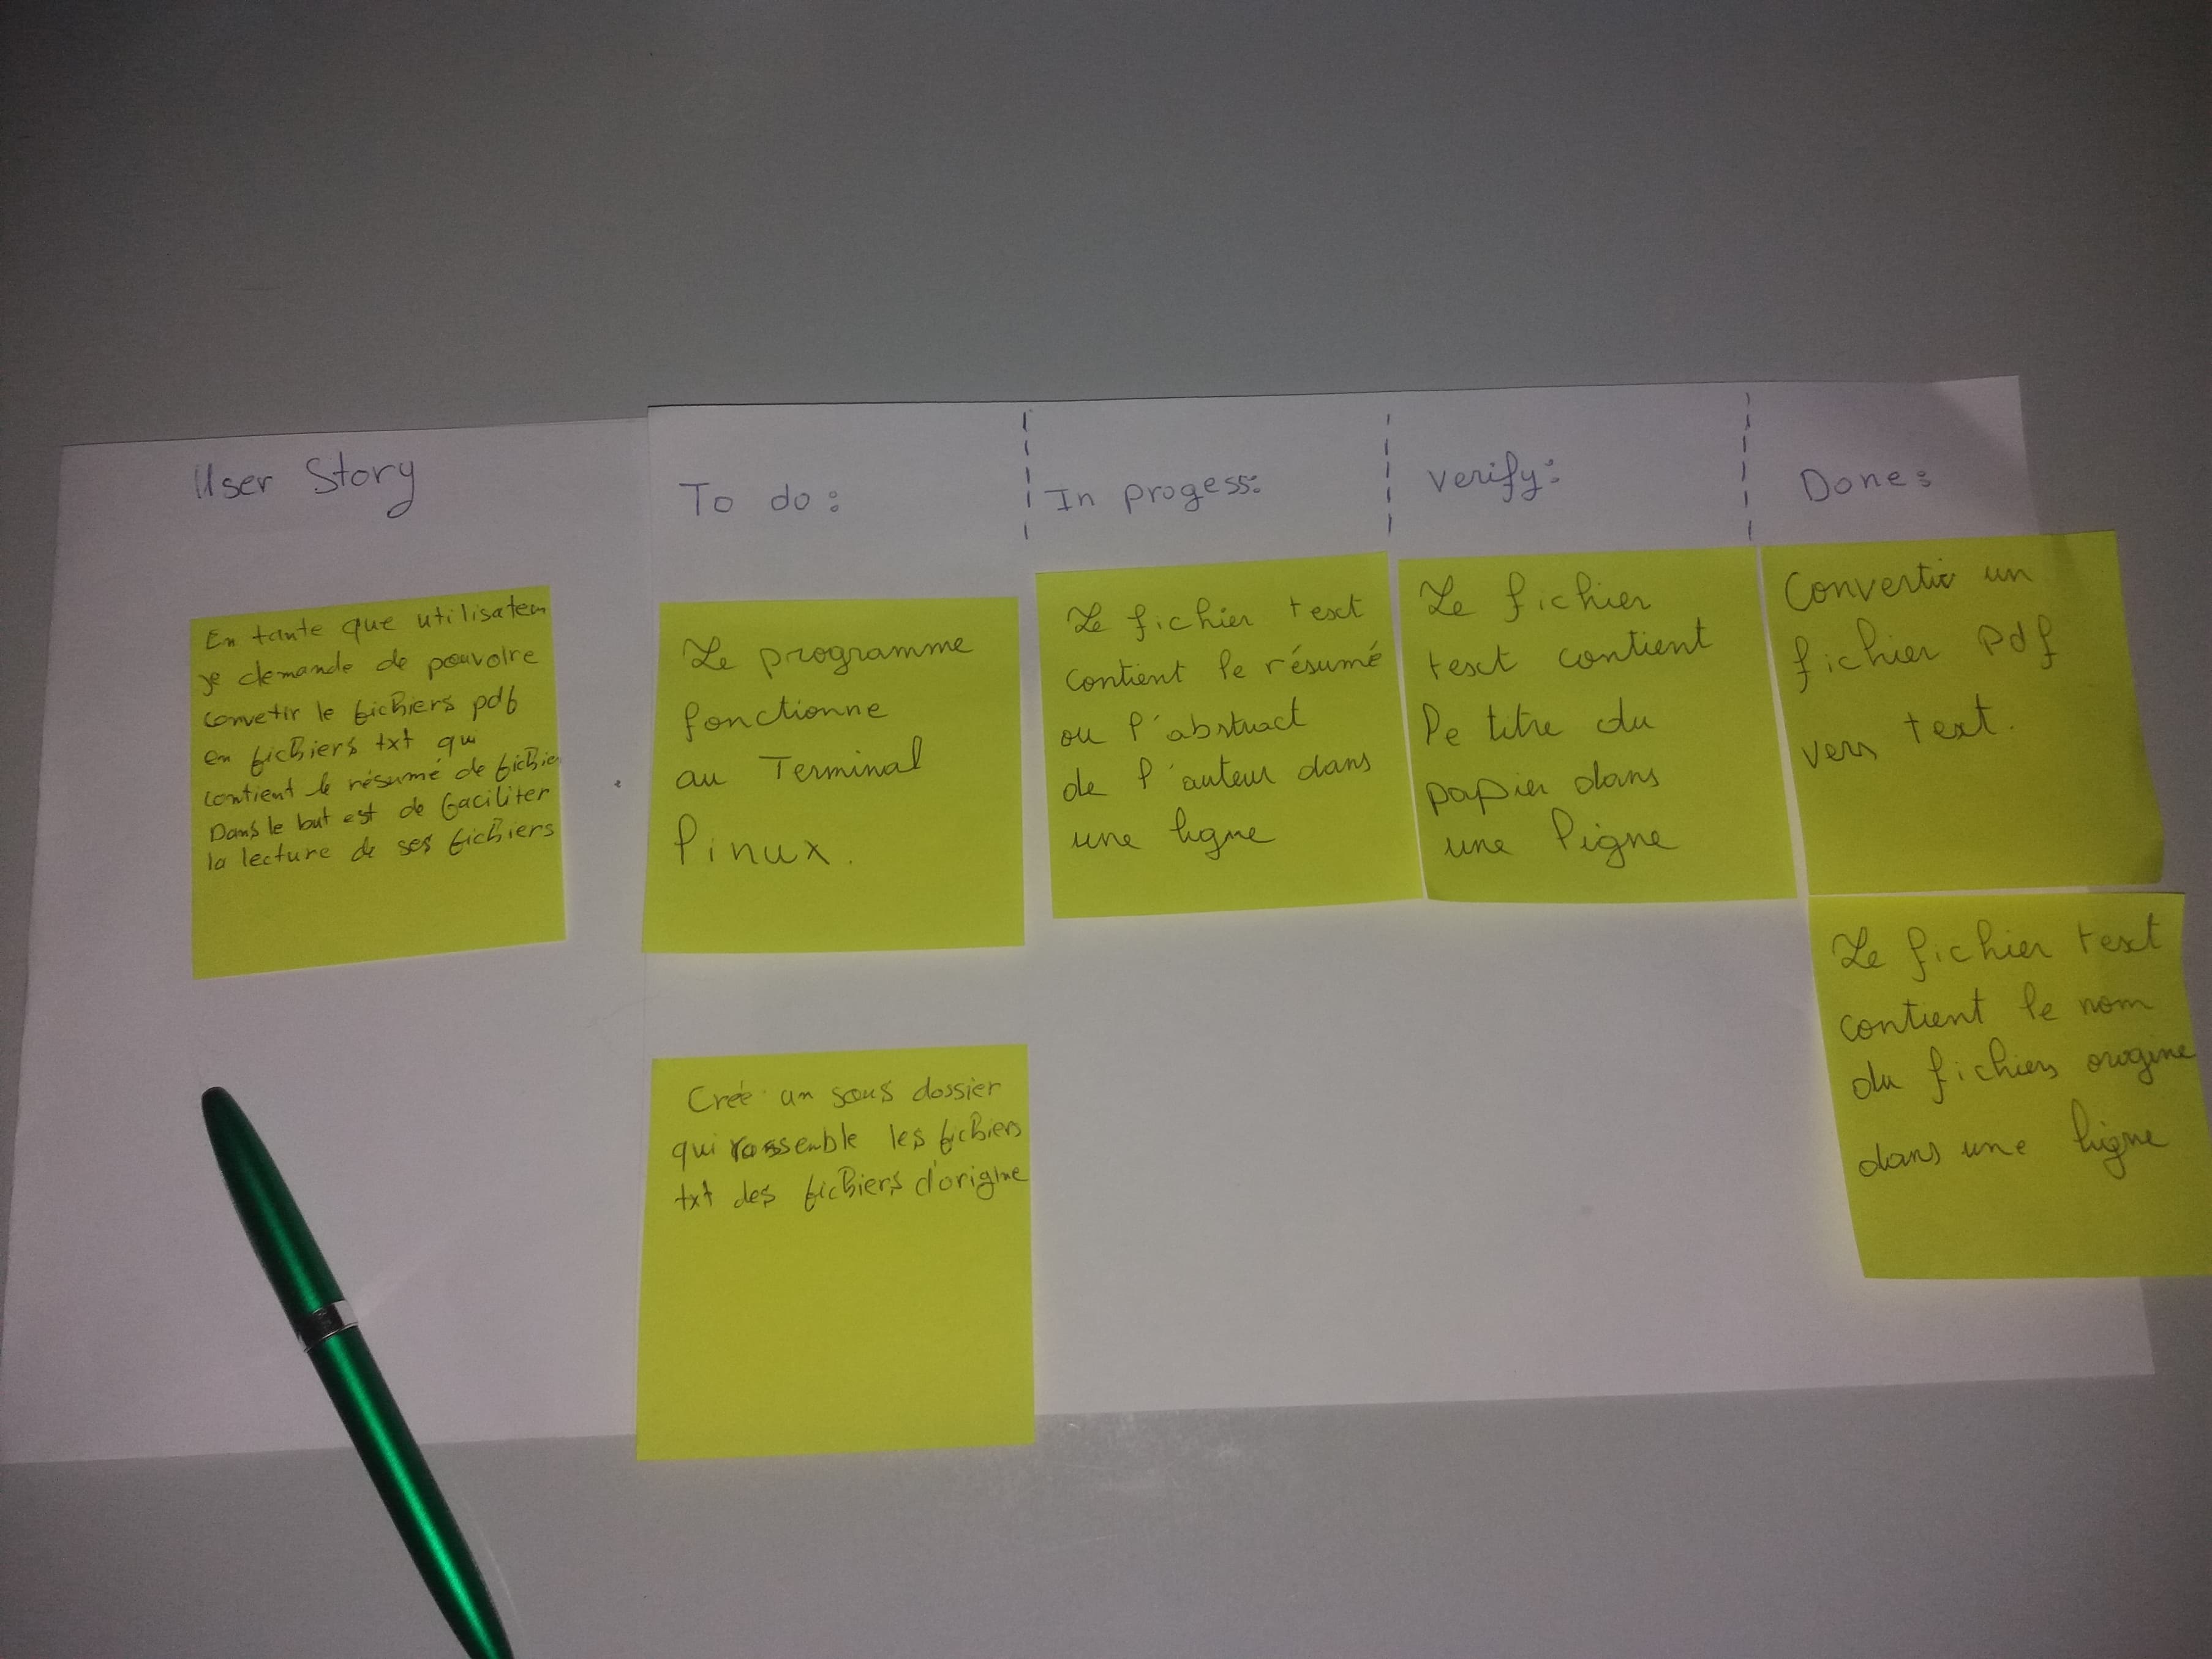 User Story
En tante que utilisateu
je demande de pouvoire
convetir le fichiers pdf
en fichiers txt qu
contient le résumé de fichie
Dans le but est de faciliter
la lecture de ses fichiers
To do :
Le programme
fonctionne
au Terminal
linux.
Créé un sous dossier
qui rassemble les fichiers
txt des fichiers d'origine
In progess:
Le fichier text
contient le résumé
ou l'abstract
de l'auteur dans
une ligne
verify:
Le fichier
text contient
le titre du
papier dans
une ligne
Done:
Convertir un
fichier pdf
vers text.
Le fichier text
contient le nom
du fichiers origine
dans une ligne